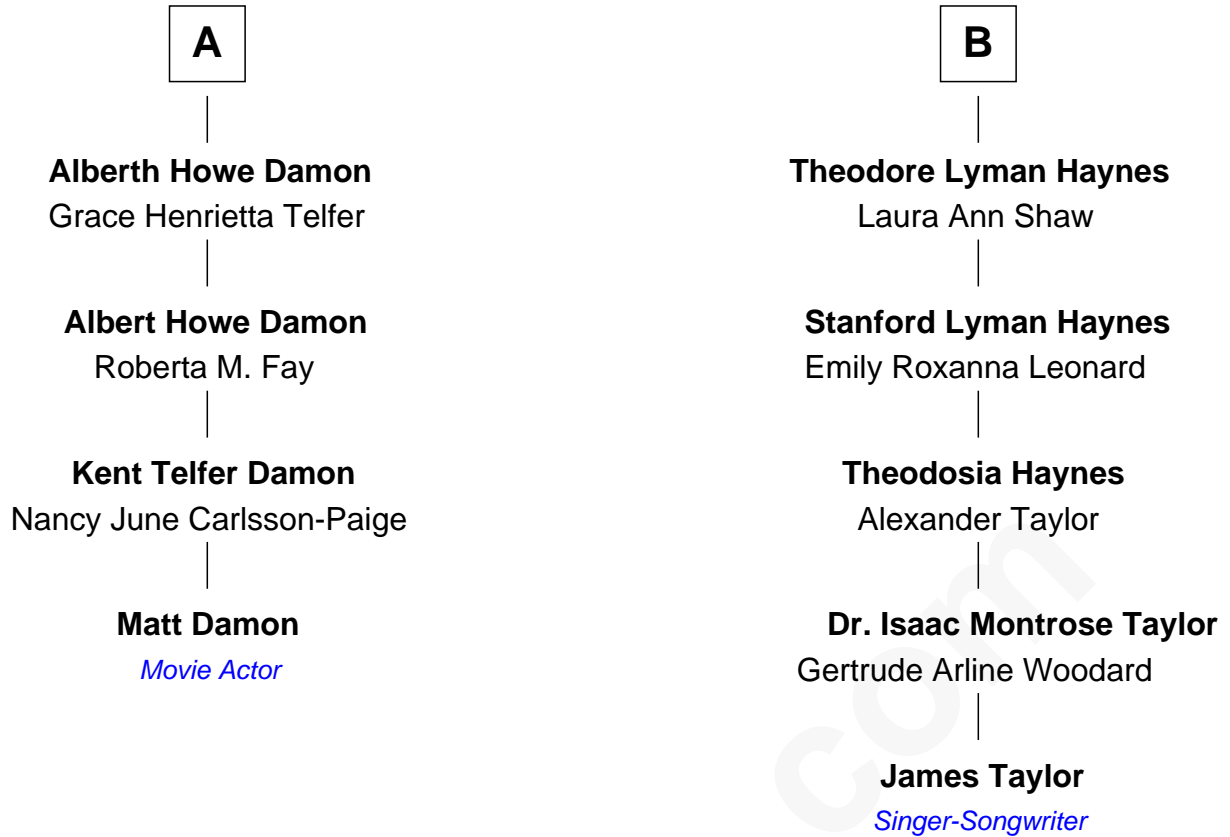 A
Alberth Howe Damon
Grace Henrietta Telfer
Albert Howe Damon
Roberta M. Fay
Kent Telfer Damon
Nancy June Carlsson-Paige
Matt Damon
Movie Actor
B
Theodore Lyman Haynes
Laura Ann Shaw
Stanford Lyman Haynes
Emily Roxanna Leonard
Theodosia Haynes
Alexander Taylor
Dr. Isaac Montrose Taylor
Gertrude Arline Woodard
James Taylor
Singer-Songwriter
com